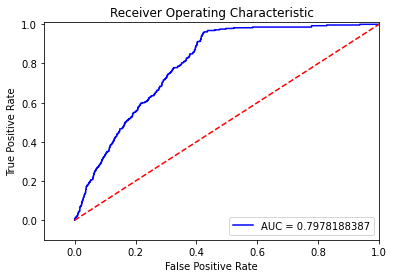 Receiver Operating Characteristic
1.0
0.8
0.6
0.4
0.2
0.0
True Positive Rate
AUC = 0.7978188387
0.0 0.2 0.4 0.6 0.8 1.0
False Positive Rate